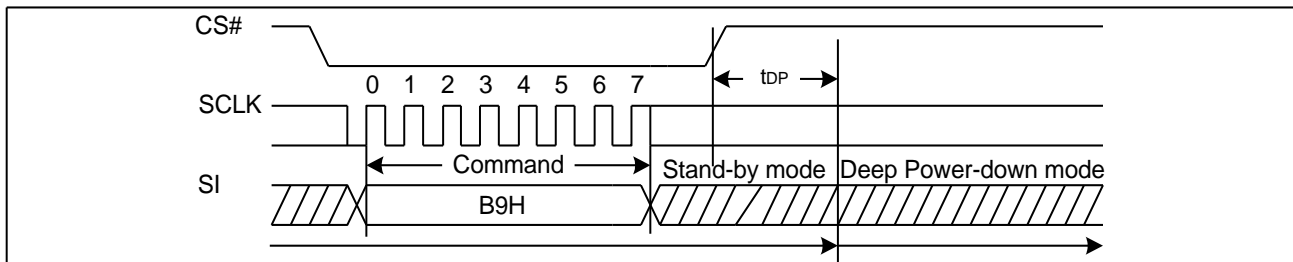 CS#
tDP
0 1 2 3 4 5 6 7
SCLK
Command
Stand-by mode Deep Power-down mode
SI
B9H